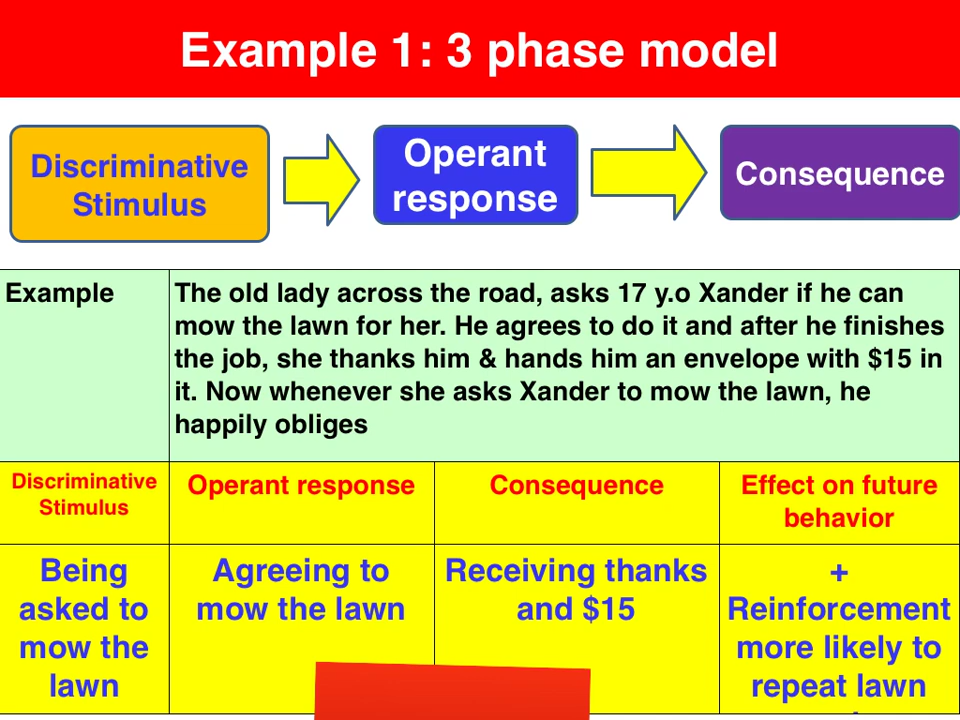 Example 1: 3 phase model
Discriminative
Stimulus
Operant
response
Consequence
Example
The old lady across the road, asks 17 y.o Xander if he can
mow the lawn for her. He agrees to do it and after he finishes
the job, she thanks him & hands him an envelope with $15 in
it. Now whenever she asks Xander to mow the lawn, he
happily obliges
Discriminative
Stimulus
Operant response
Consequence
Effect on future
behavior
Being
asked to
mow the
lawn
Agreeing to
mow the lawn
Receiving thanks
and $15
+
Reinforcement
more likely to
repeat lawn